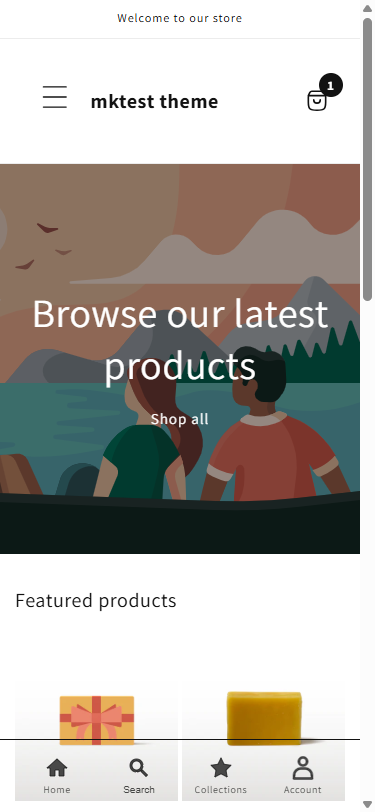 Welcome to our store
mktest theme
1
Browse our latest
products
Shop all
Featured products
Home
Search
Collections
Account